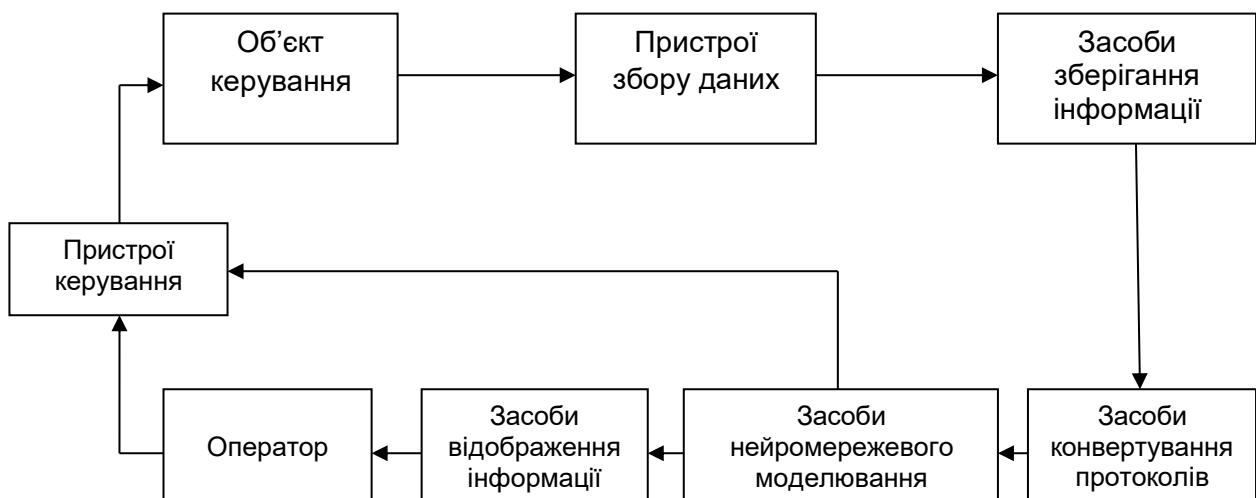 Об’єкт
керування
Пристрої
збору даних
Засоби
зберігання
інформації
Пристрої
керування
Оператор
Засоби
відображення
інформації
Засоби
нейромережевого
моделювання
Засоби
конвертування
протоколів